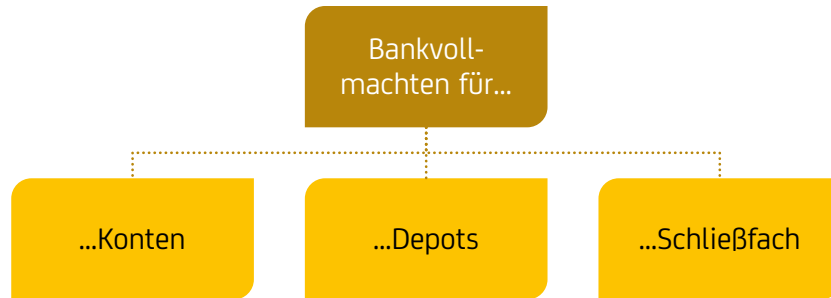 Bankvoll-
machten für...
...Konten
...Depots
...Schließfach